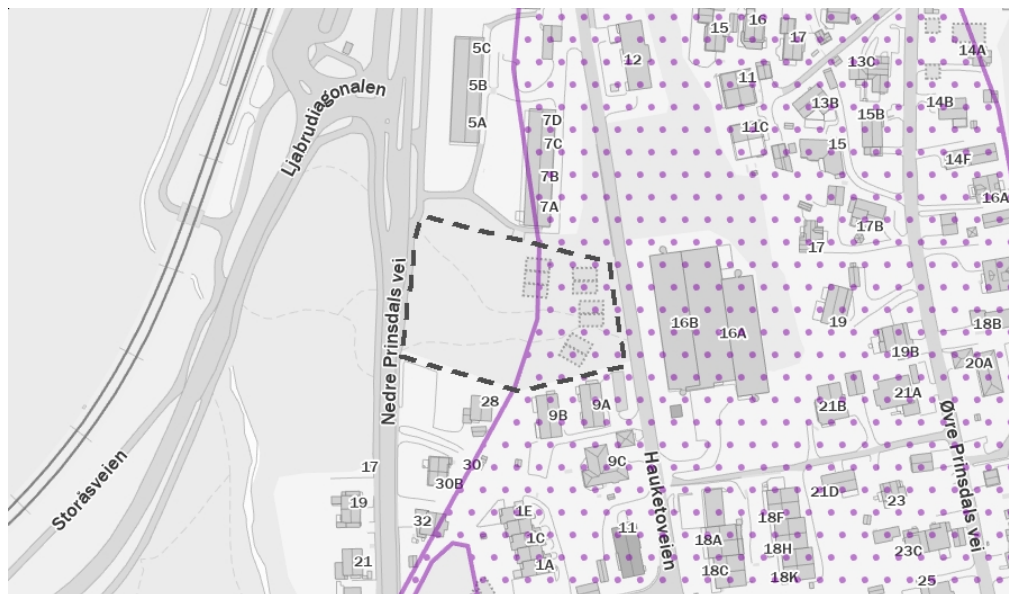 5C
5B
5A
12
15
16
17
14A
13C
11
13B
15B
14B
11C
15
14F
16A
7D
7C
7B
7A
17B
17
Ljabrudiagonalen
Nedre Prinsdals vei
16B
16A
19
18B
19B
20A
21A
21B
28
9B
9A
9C
Øvre Prinsdals vei
Storåsveien
17
30
30B
19
32
1E
1C
1A
11
21
Hauketoveien
18A
18C
18F
18H
18K
21D
23
23C
25